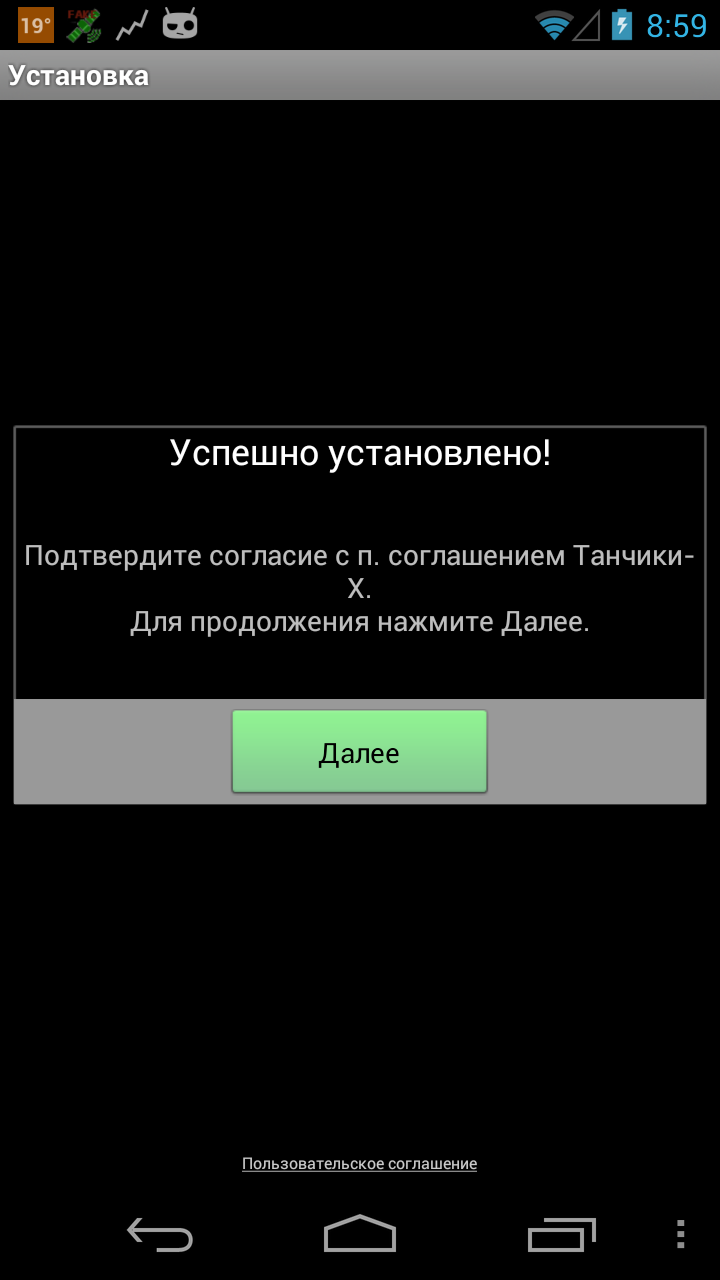 19°
FAKE
8:59
Установка
Успешно установлено!
Подтвердите согласие с п. соглашением Танчики-
X.
Для продолжения нажмите Далее.
Далее
Пользовательское соглашение